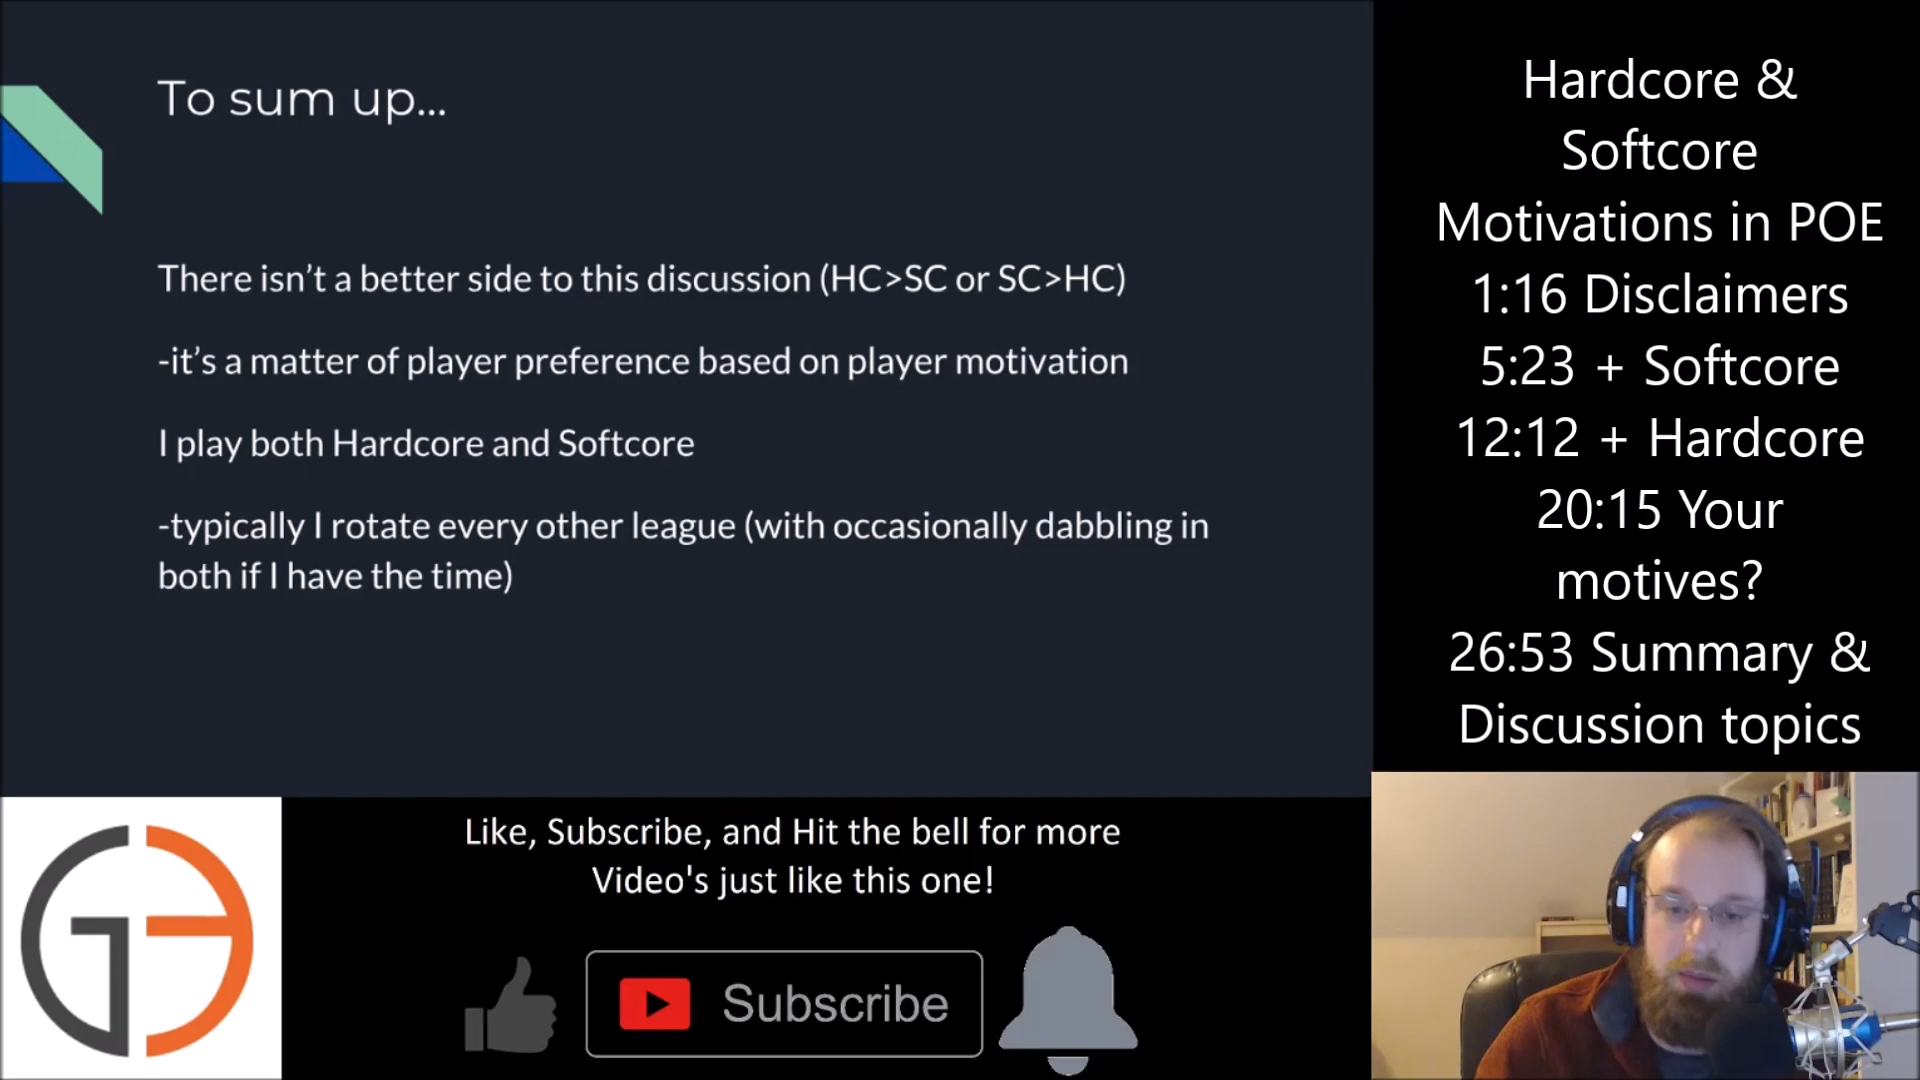 To sum up...
There isn’t a better side to this discussion (HC>SC or SC>HC)
-it’s a matter of player preference based on player motivation
I play both Hardcore and Softcore
-typically I rotate every other league (with occasionally dabbling in
both if I have the time)
Hardcore &
Softcore
Motivations in POE
1:16 Disclaimers
5:23 + Softcore
12:12 + Hardcore
20:15 Your
motives?
26:53 Summary &
Discussion topics
Like, Subscribe, and Hit the bell for more
Video's just like this one!
Subscribe